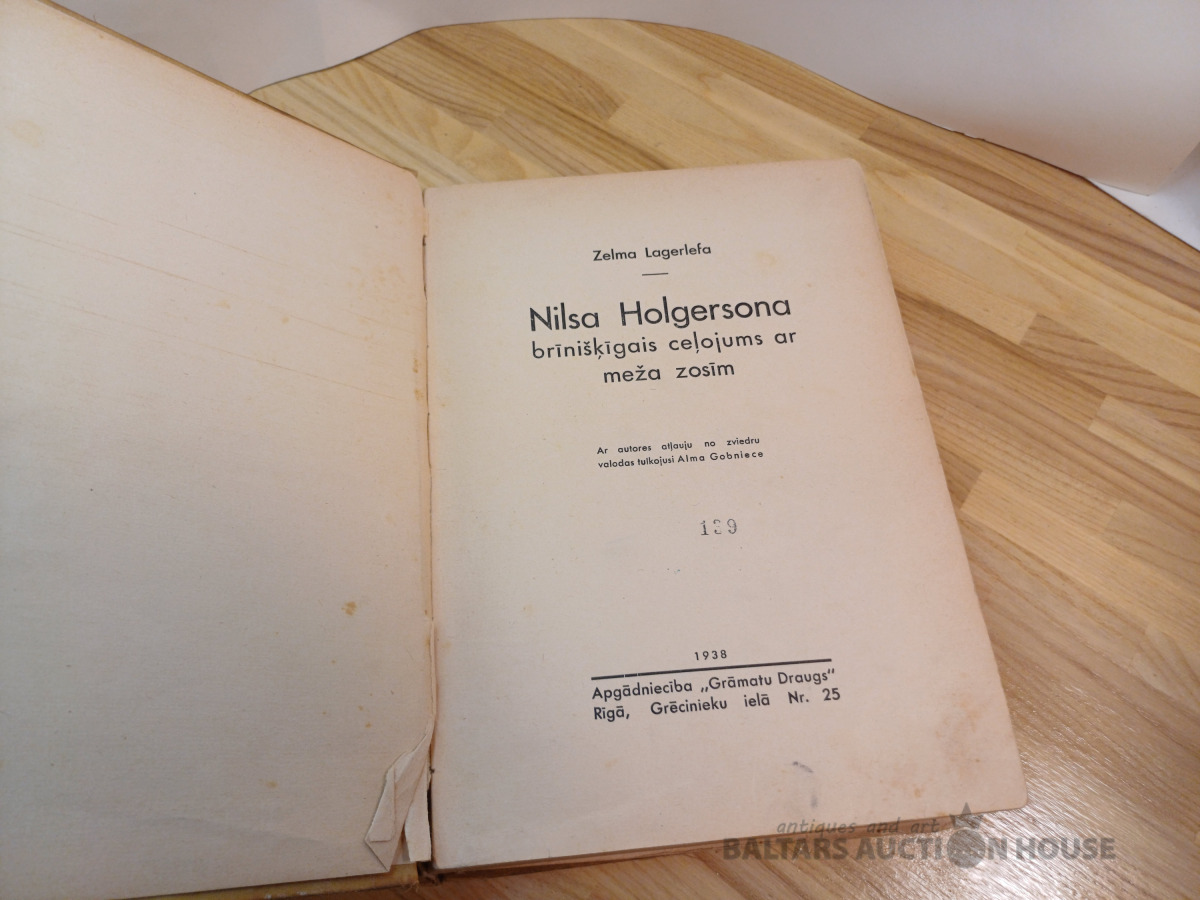 Zelma Lagerlefa
Nilsa Holgersona
brīnišķīgais ceļojums ar
meža zosīm
Ar autores atļauju no zviedru
valodas tulkojusi Alma Gobniece
139
1938
Apgādniecība „Grāmatu Draugs"
Rīgā, Grēcinieku ielā Nr. 25
antiques and art
BALTARS AUCTION HOUSE